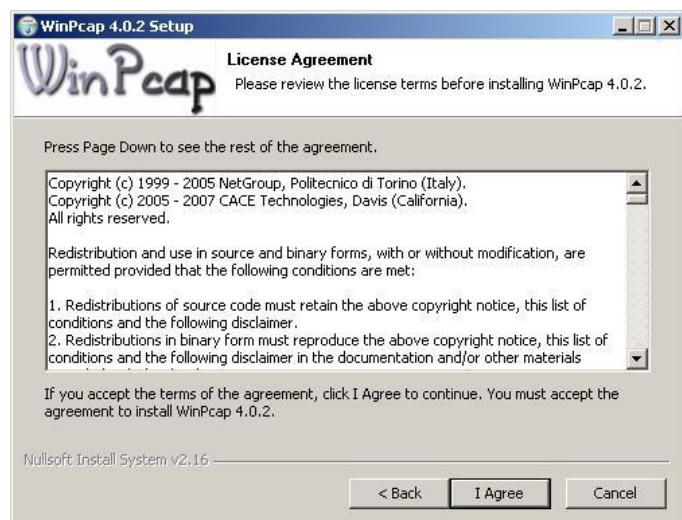 WinPcap 4.0.2 Setup
WinPcap
License Agreement
Please review the license terms before installing WinPcap 4.0.2.
Press Page Down to see the rest of the agreement.
Copyright (c) 1999 - 2005 NetGroup, Politecnico di Torino (Italy).
Copyright (c) 2005 - 2007 CACE Technologies, Davis (California).
All rights reserved.
Redistribution and use in source and binary forms, with or without modification, are
permitted provided that the following conditions are met:
1. Redistributions of source code must retain the above copyright notice, this list of
conditions and the following disclaimer.
2. Redistributions in binary form must reproduce the above copyright notice, this list of
conditions and the following disclaimer in the documentation and/or other materials
If you accept the terms of the agreement, click I Agree to continue. You must accept the
agreement to install WinPcap 4.0.2.
Nullsoft Install System v2.16
< Back
I Agree
Cancel